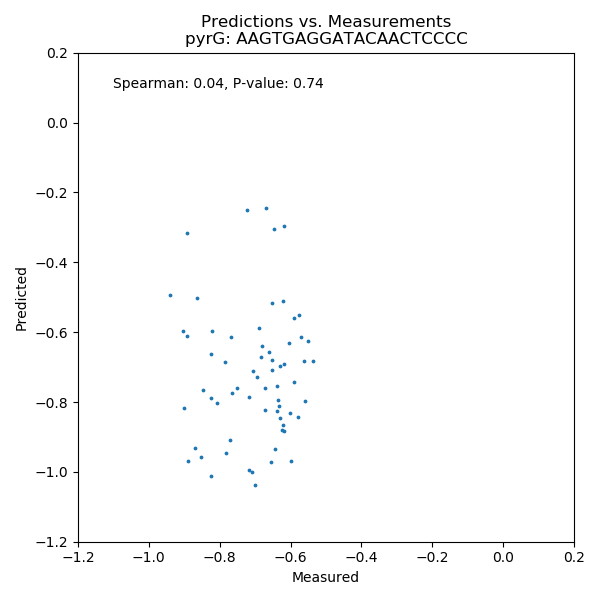 Predictions vs. Measurements
pyrG: AAGTGAGGATACAACTCCCC
Spearman: 0.04, P-value: 0.74
0.2
0.0
−0.2
−0.4
−0.6
−0.8
−1.0
−1.2
Predicted
−1.2 −1.0 −0.8 −0.6 −0.4 −0.2 0.0 0.2
Measured